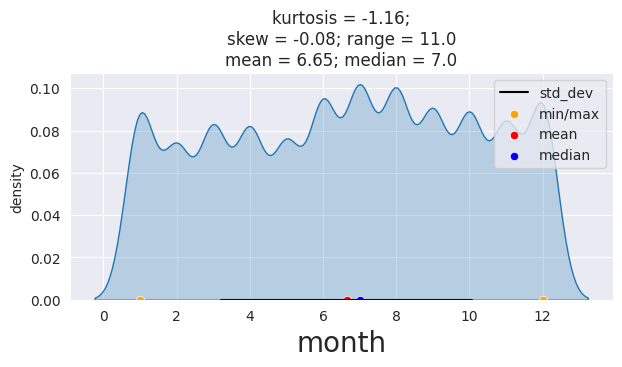 kurtosis = -1.16;
skew = -0.08; range = 11.0
mean = 6.65; median = 7.0
0.10
0.08
0.06
0.04
0.02
0.00
density
std_dev
min/max
mean
median
0 2 4 6 8 10 12
month